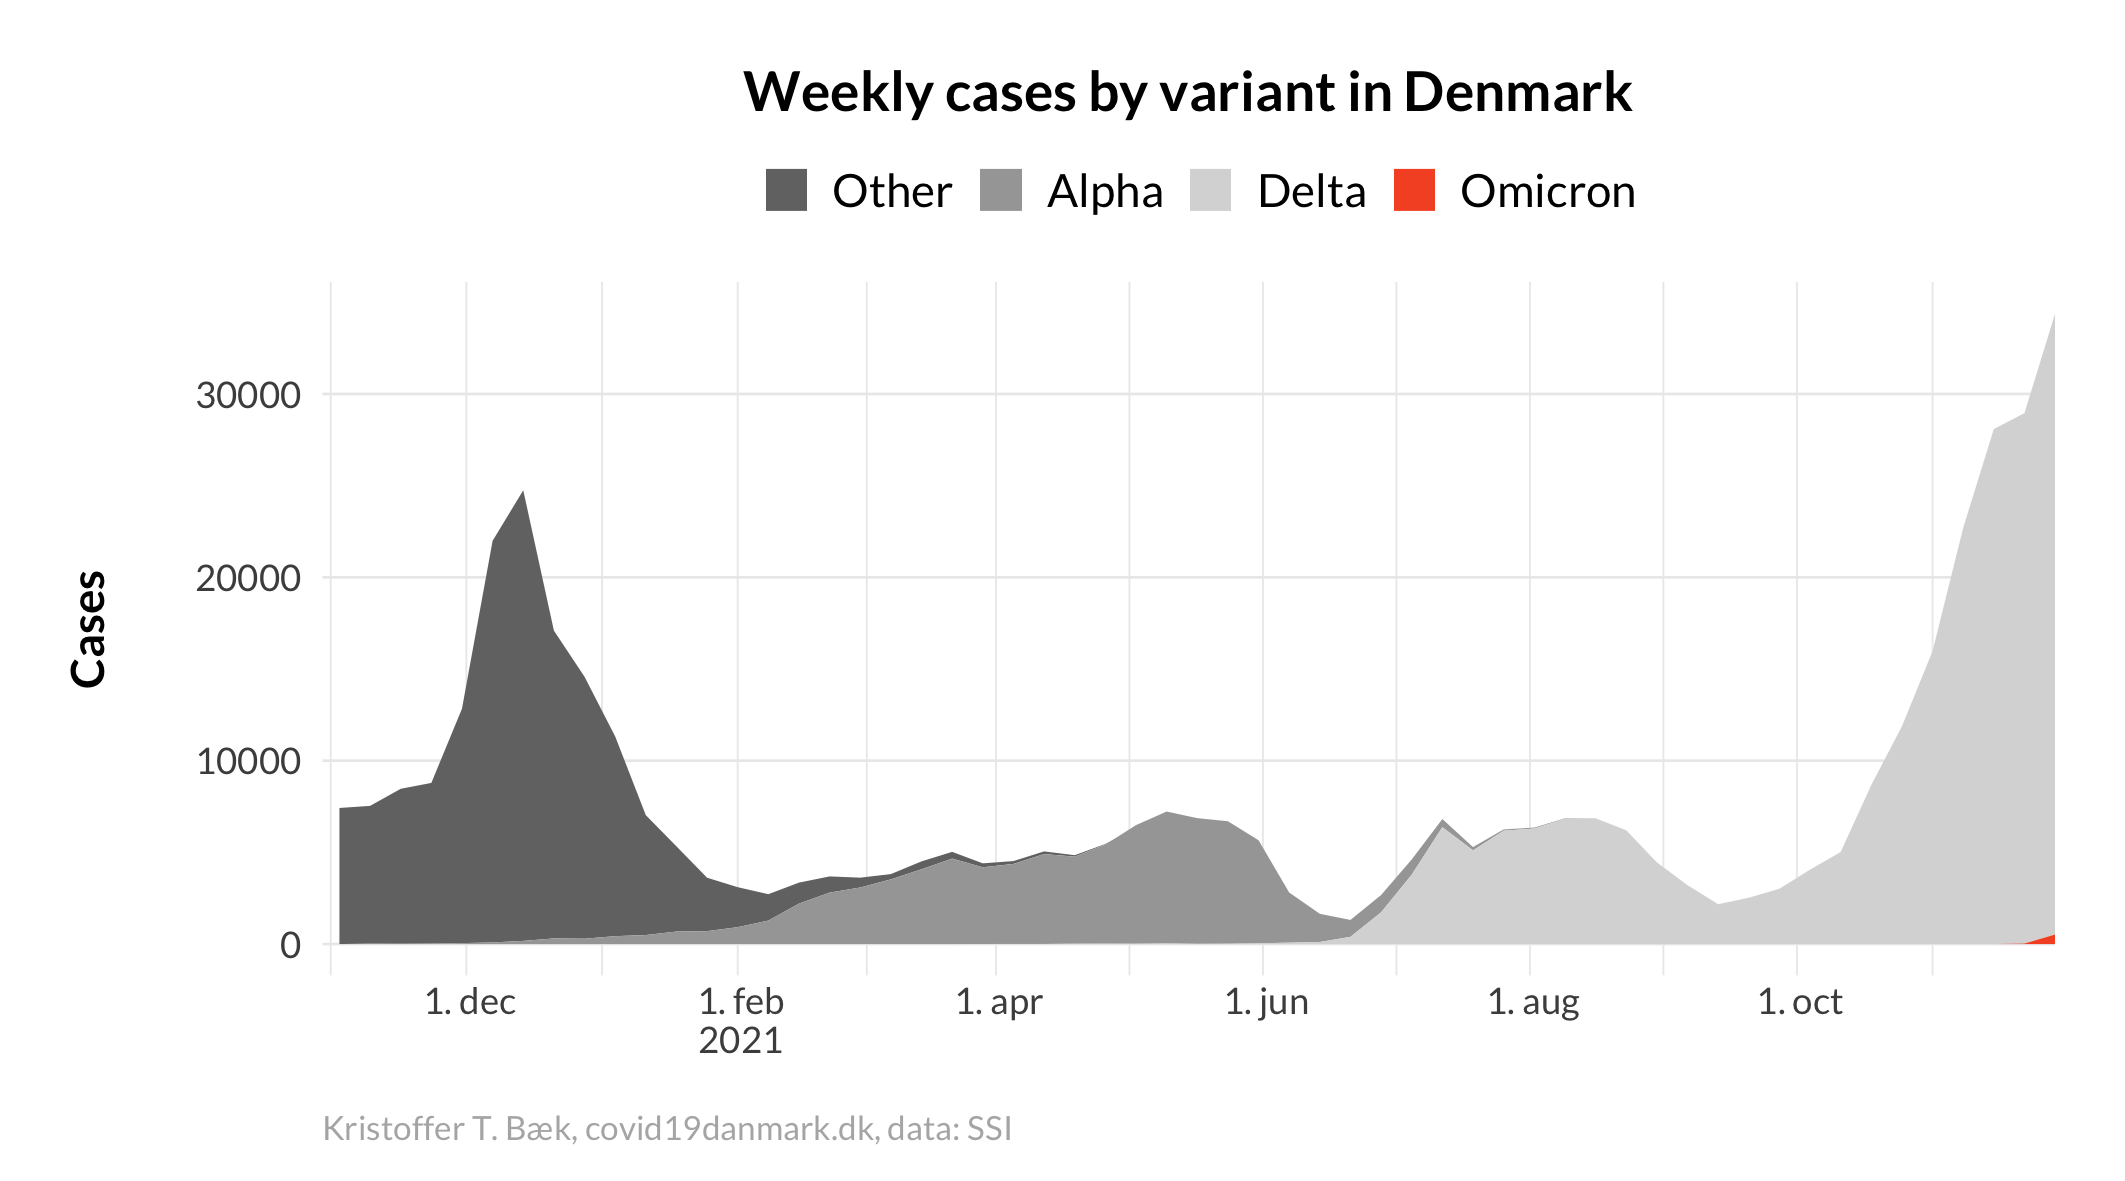 Weekly cases by variant in Denmark
Other Alpha Delta Omicron
Cases
30000
20000
10000
0
1. dec 1. feb 1. apr 1. jun 1. aug 1. oct
2021
Kristoffer T. Bæk, covid19danmark.dk, data: SSI